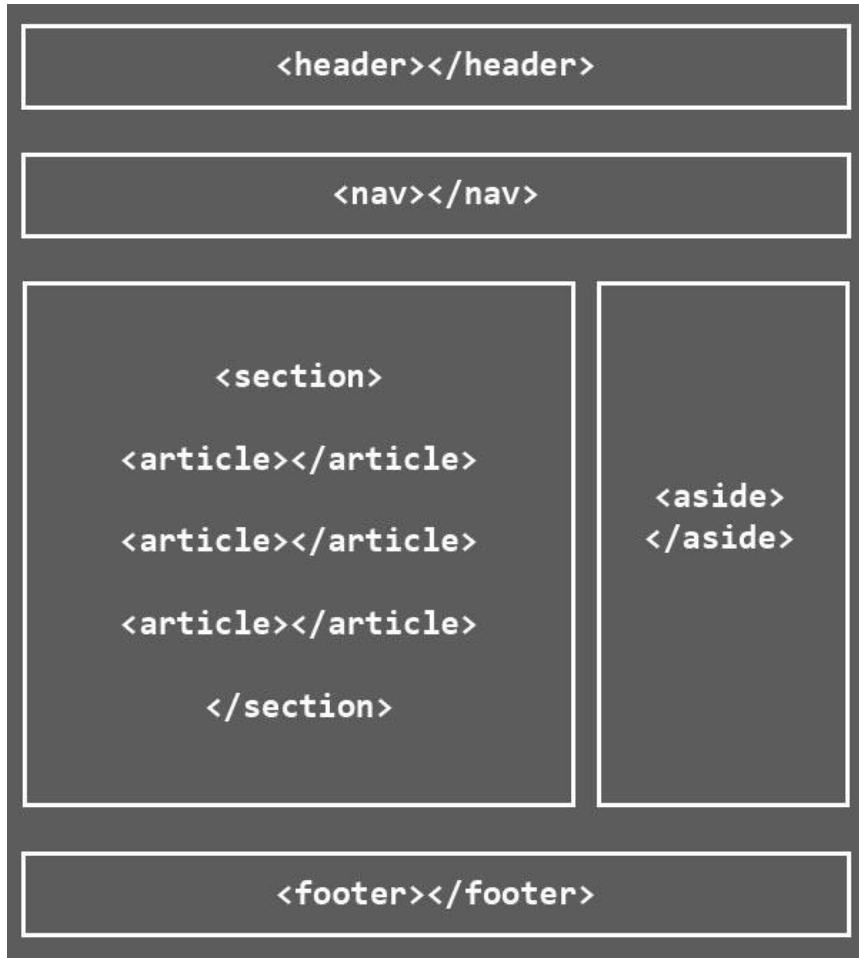 <header></header>
<nav></nav>
<section>
<article></article>
<article></article>
<article></article>
</section>
<aside>
</aside>
<footer></footer>